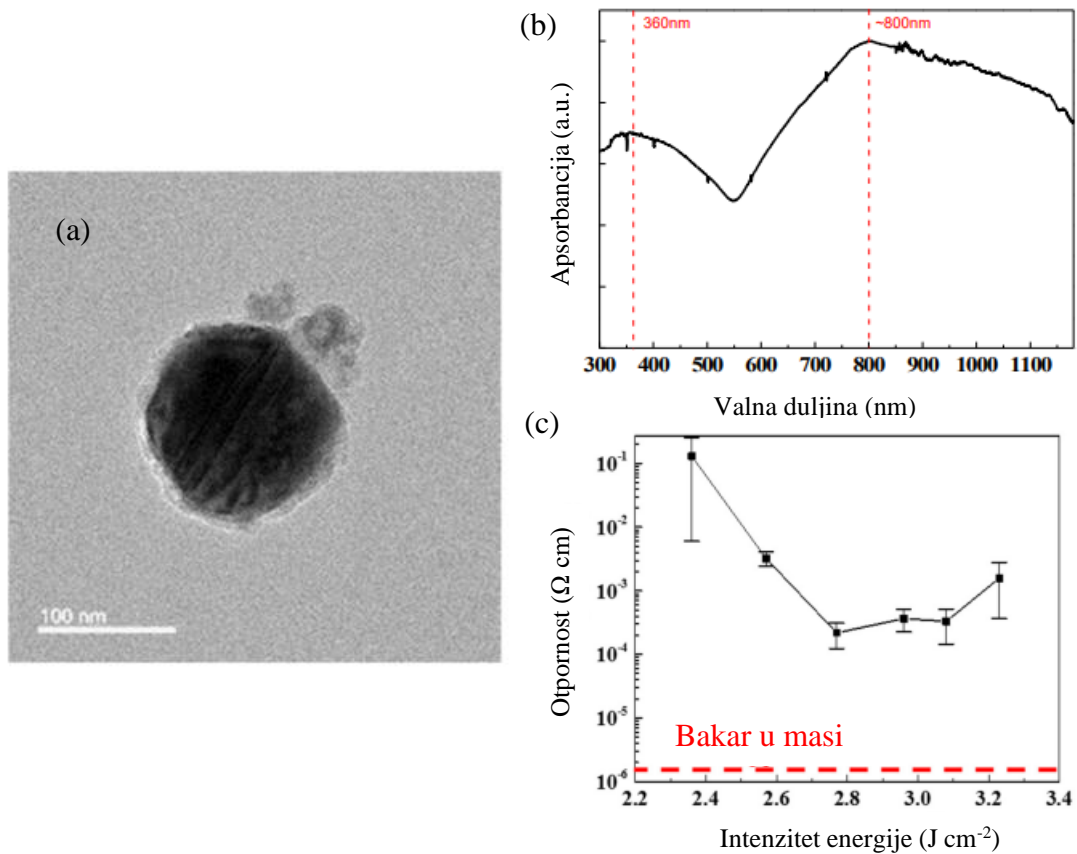 (a)
100 nm
(b)
360nm
~800nm
Apsorbancija (a.u.)
300 400 500 600 700 800 900 1000 1100
Valna duljina (nm)
(c)
Otpornost (Ω cm)
10⁻¹
10⁻²
10⁻³
10⁻⁴
10⁻⁵
10⁻⁶
Bakar u masi
2.2 2.4 2.6 2.8 3.0 3.2 3.4
Intenzitet energije (J cm⁻²)